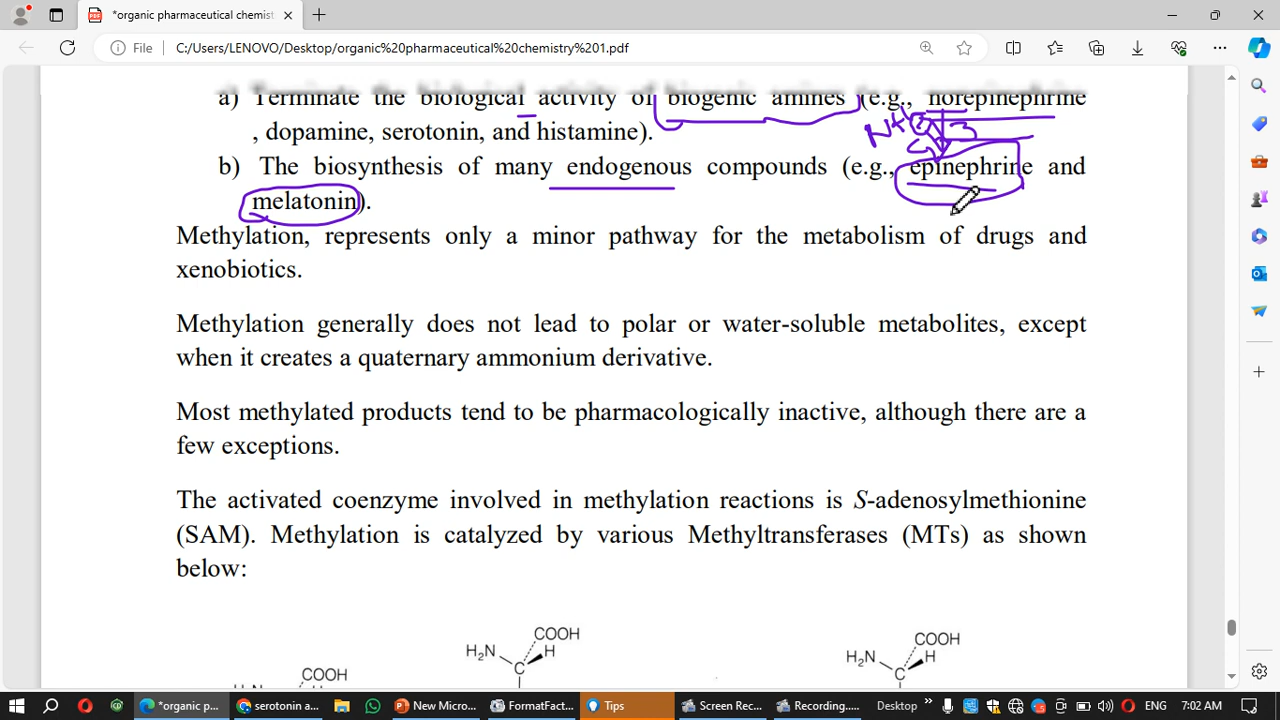 *organic pharmaceutical chemist
File
C:/Users/LENOVO/Desktop/organic%20pharmaceutical%20chemistry%201.pdf
a) Terminate the biological activity of biogenic amines (e.g., norepinephrine
, dopamine, serotonin, and histamine).
b) The biosynthesis of many endogenous compounds (e.g., epinephrine and
melatonin).
Methylation, represents only a minor pathway for the metabolism of drugs and
xenobiotics.
Methylation generally does not lead to polar or water-soluble metabolites, except
when it creates a quaternary ammonium derivative.
Most methylated products tend to be pharmacologically inactive, although there are a
few exceptions.
The activated coenzyme involved in methylation reactions is S-adenosylmethionine
(SAM). Methylation is catalyzed by various Methyltransferases (MTs) as shown
below:
COOH
H₂N
H
C
COOH
H₂N
H
C
COOH
*organic p...
serotonin a...
New Micro...
FormatFact...
Tips
Screen Rec...
Recording....
Desktop
ENG
7:02 AM